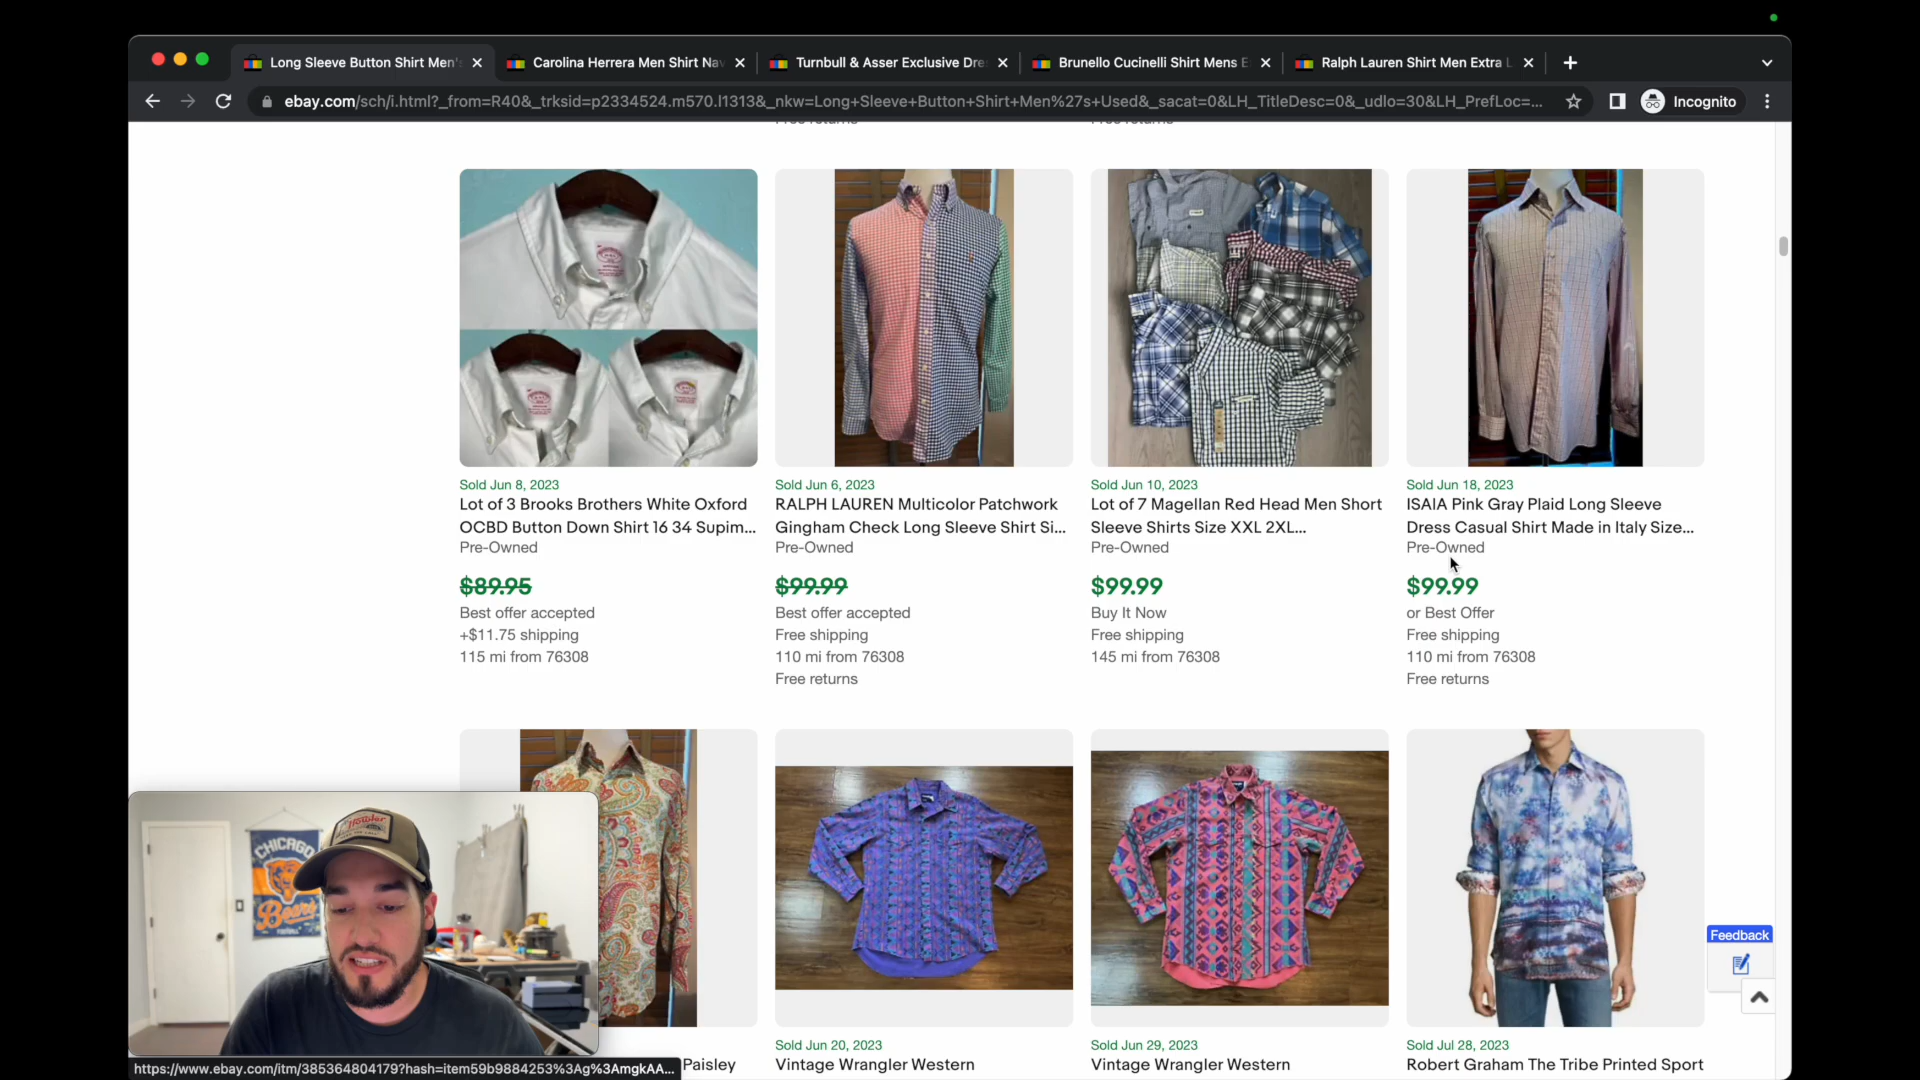 Long Sleeve Button Shirt Men's
Carolina Herrera Men Shirt Nav
Turnbull & Asser Exclusive Dre
Brunello Cucinelli Shirt Mens E
Ralph Lauren Shirt Men Extra L
ebay.com/sch/i.html?_from=R40&_trksid=p2334524.m570.l1313&_nkw=Long+Sleeve+Button+Shirt+Men%27s+Used&_sacat=0&LH_TitleDesc=0&_udlo=30&LH_PrefLoc=...
Incognito
Free returns
Free returns
Sold Jun 8, 2023
Lot of 3 Brooks Brothers White Oxford
OCBD Button Down Shirt 16 34 Supim...
Pre-Owned
$89.95
Best offer accepted
+$11.75 shipping
115 mi from 76308
Sold Jun 6, 2023
RALPH LAUREN Multicolor Patchwork
Gingham Check Long Sleeve Shirt Si...
Pre-Owned
$99.99
Best offer accepted
Free shipping
110 mi from 76308
Free returns
Sold Jun 10, 2023
Lot of 7 Magellan Red Head Men Short
Sleeve Shirts Size XXL 2XL...
Pre-Owned
$99.99
Buy It Now
Free shipping
145 mi from 76308
Sold Jun 18, 2023
ISAIA Pink Gray Plaid Long Sleeve
Dress Casual Shirt Made in Italy Size...
Pre-Owned
$99.99
or Best Offer
Free shipping
110 mi from 76308
Free returns
CHICAGO
Bears
FOOTBALL
Howler
Feedback
Paisley
Sold Jun 20, 2023
Vintage Wrangler Western
Sold Jun 29, 2023
Vintage Wrangler Western
Sold Jul 28, 2023
Robert Graham The Tribe Printed Sport
https://www.ebay.com/itm/385364804179?hash=item59b9884253%3Ag%3AmgkAA...